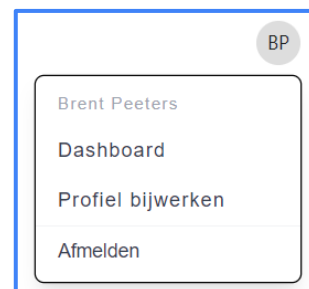 BP
Brent Peeters
Dashboard
Profiel bijwerken
Afmelden